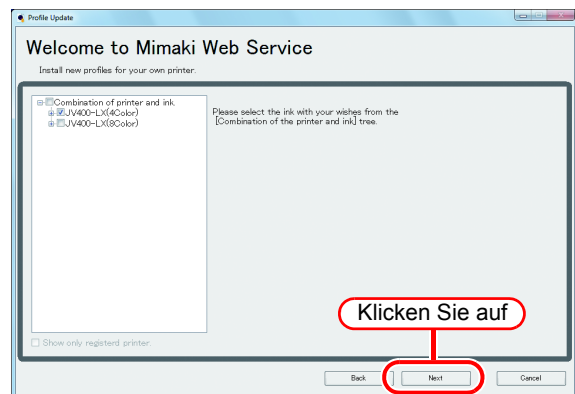 Profile Update
Welcome to Mimaki Web Service
Install new profiles for your own printer.
Combination of printer and ink
JV400-LX(4Color)
JV400-LX(8Color)
Please select the ink with your wishes from the
[Combination of the printer and ink] tree.
Klicken Sie auf
Show only registerd printer.
Back
Next
Cancel